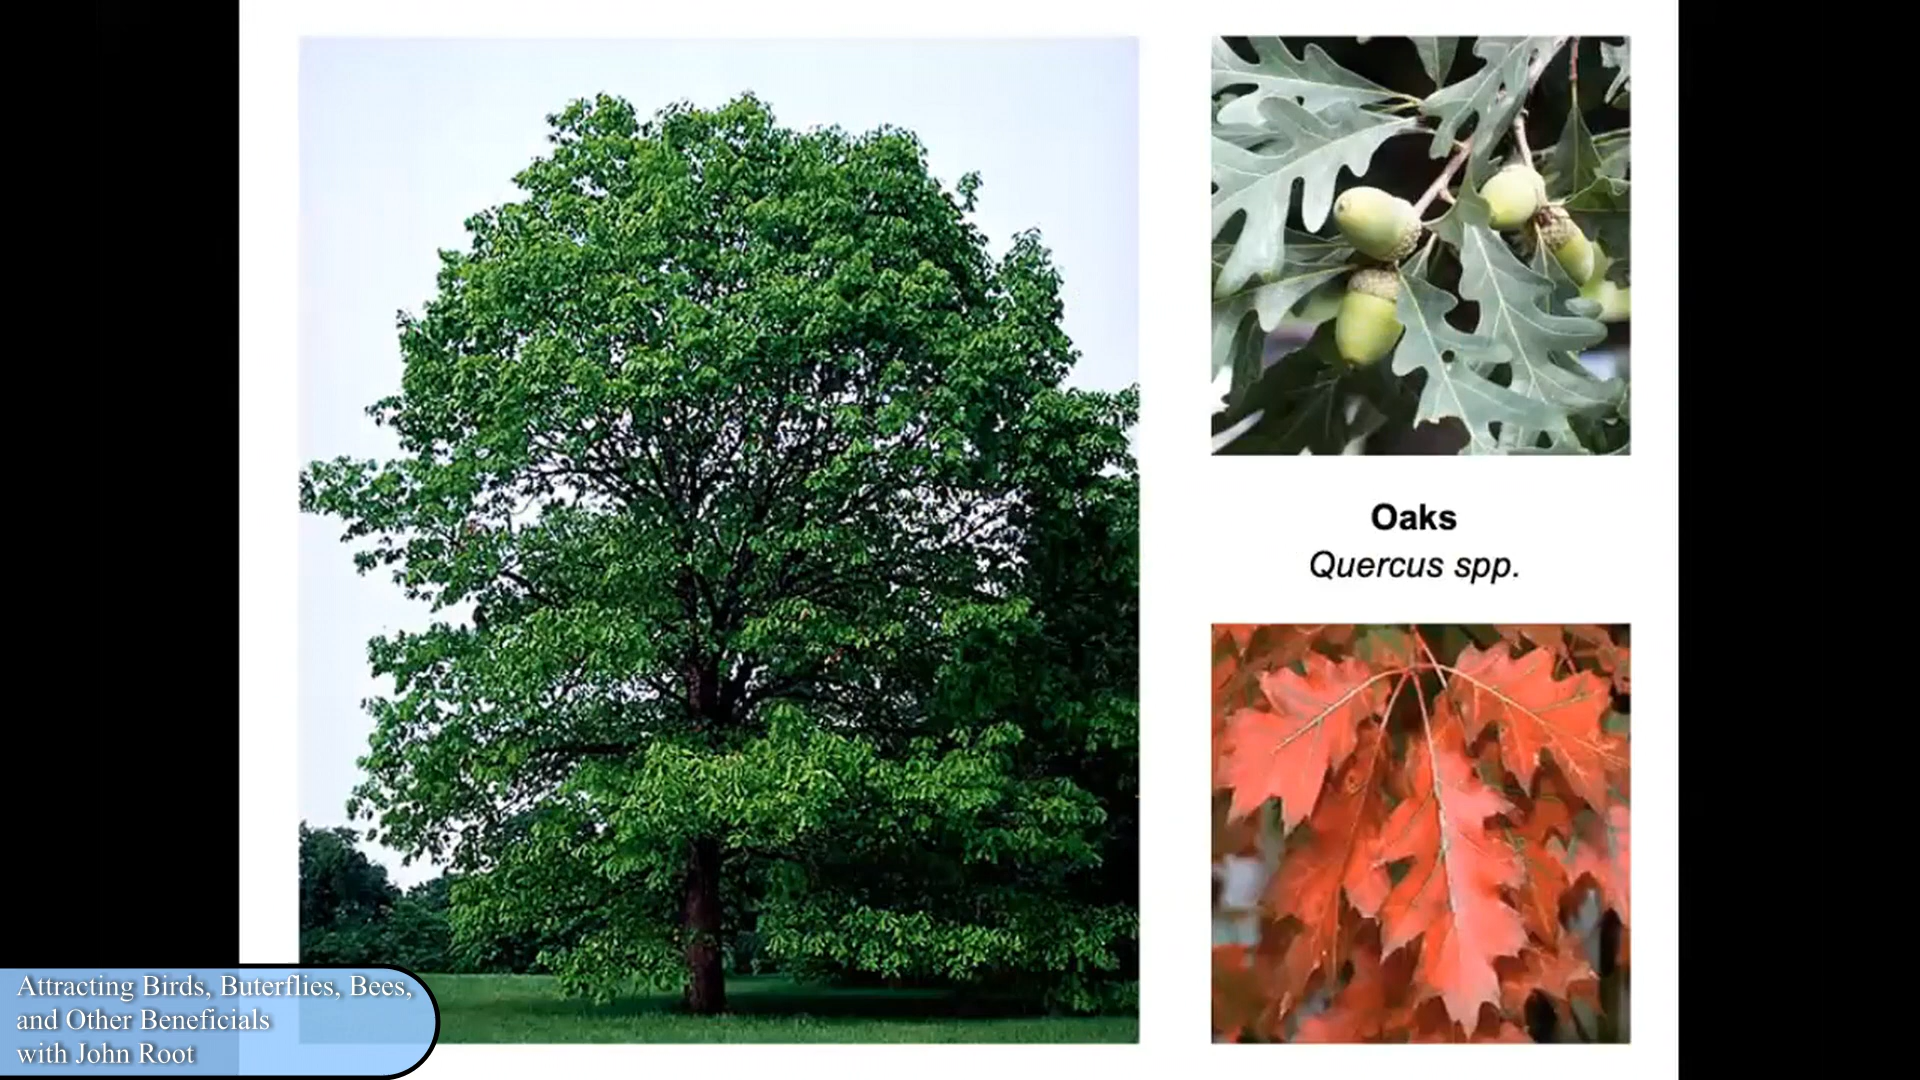 Oaks
Quercus spp.
Attracting Birds, Buterflies, Bees,
and Other Beneficials
with John Root